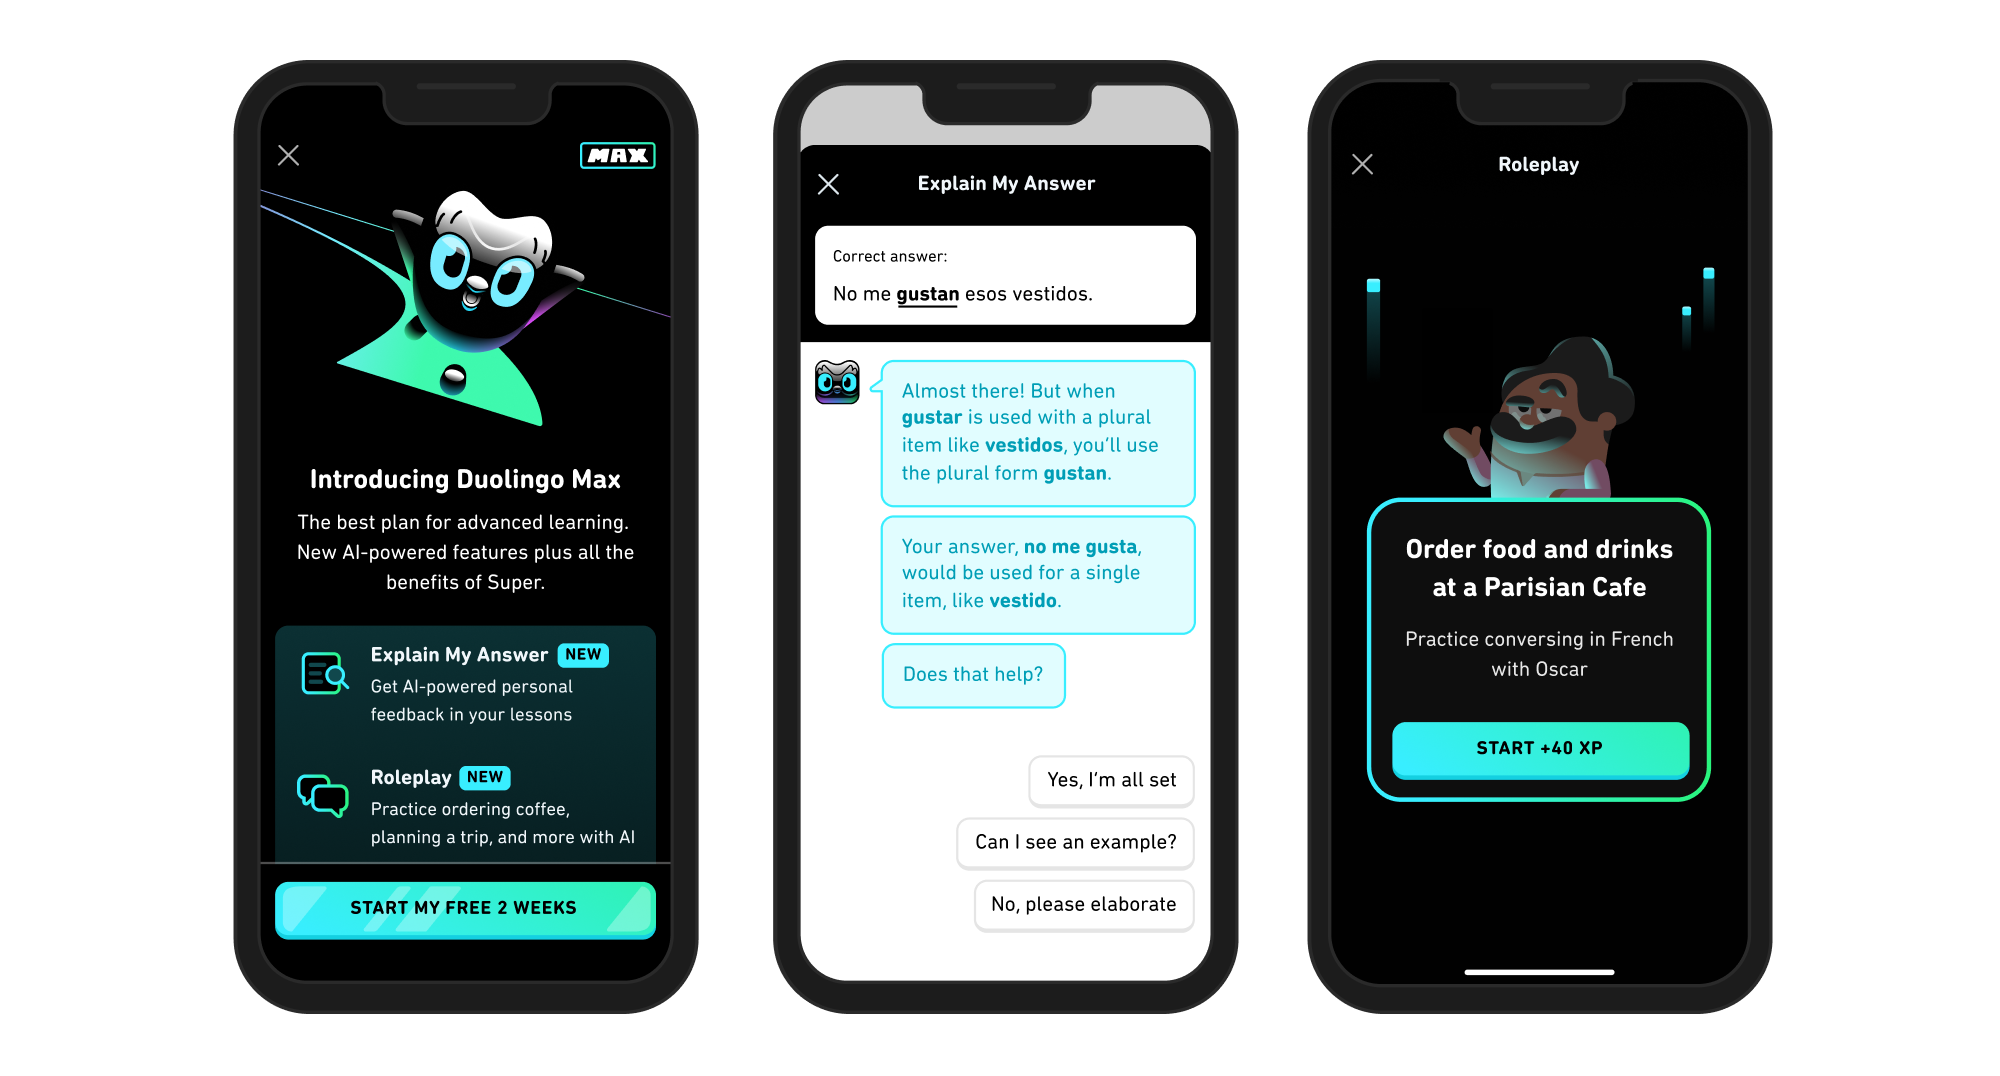 MAX
Introducing Duolingo Max
The best plan for advanced learning.
New AI-powered features plus all the
benefits of Super.
Explain My Answer NEW
Get AI-powered personal
feedback in your lessons
Roleplay NEW
Practice ordering coffee,
planning a trip, and more with AI
START MY FREE 2 WEEKS
Explain My Answer
Correct answer:
No me gustan esos vestidos.
Almost there! But when
gustar is used with a plural
item like vestidos, you’ll use
the plural form gustan.
Your answer, no me gusta,
would be used for a single
item, like vestido.
Does that help?
Yes, I’m all set
Can I see an example?
No, please elaborate
Roleplay
Order food and drinks
at a Parisian Cafe
Practice conversing in French
with Oscar
START +40 XP